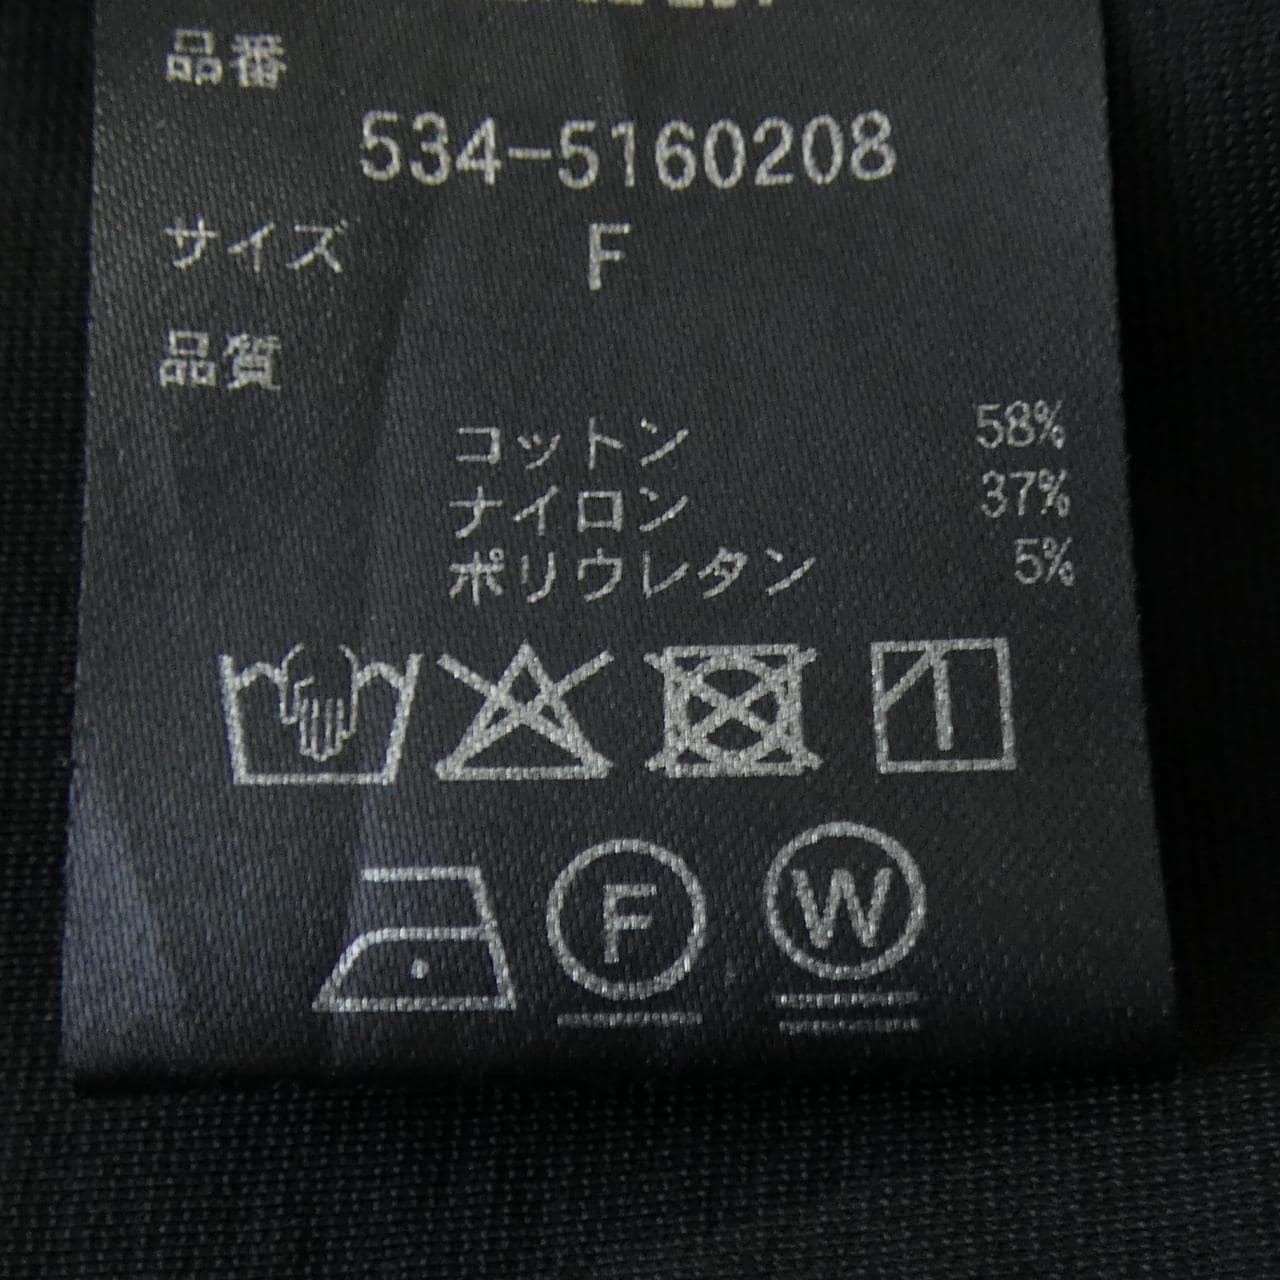 品番
534-5160208
サイズ F
品質
コットン 58%
ナイロン 37%
ポリウレタン 5%
F W